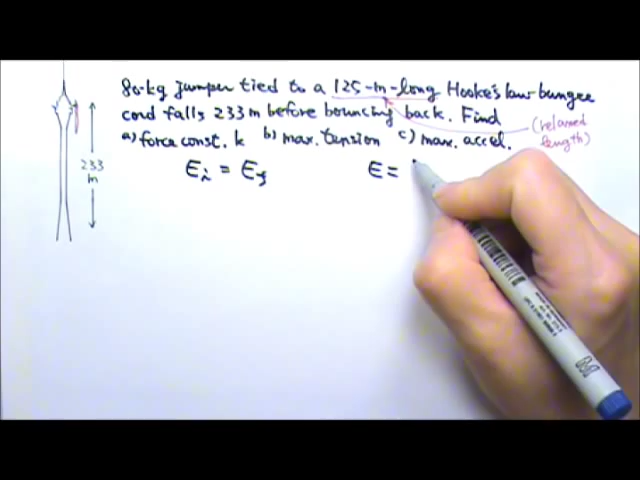 80-kg jumper tied to a 125-m-long Hooke's law bungee
cord falls 233 m before bouncing back. Find
(relaxed
length)
a) force const. k b) max. tension c) max. accel.
233
m
Ei = Ef
E =
M